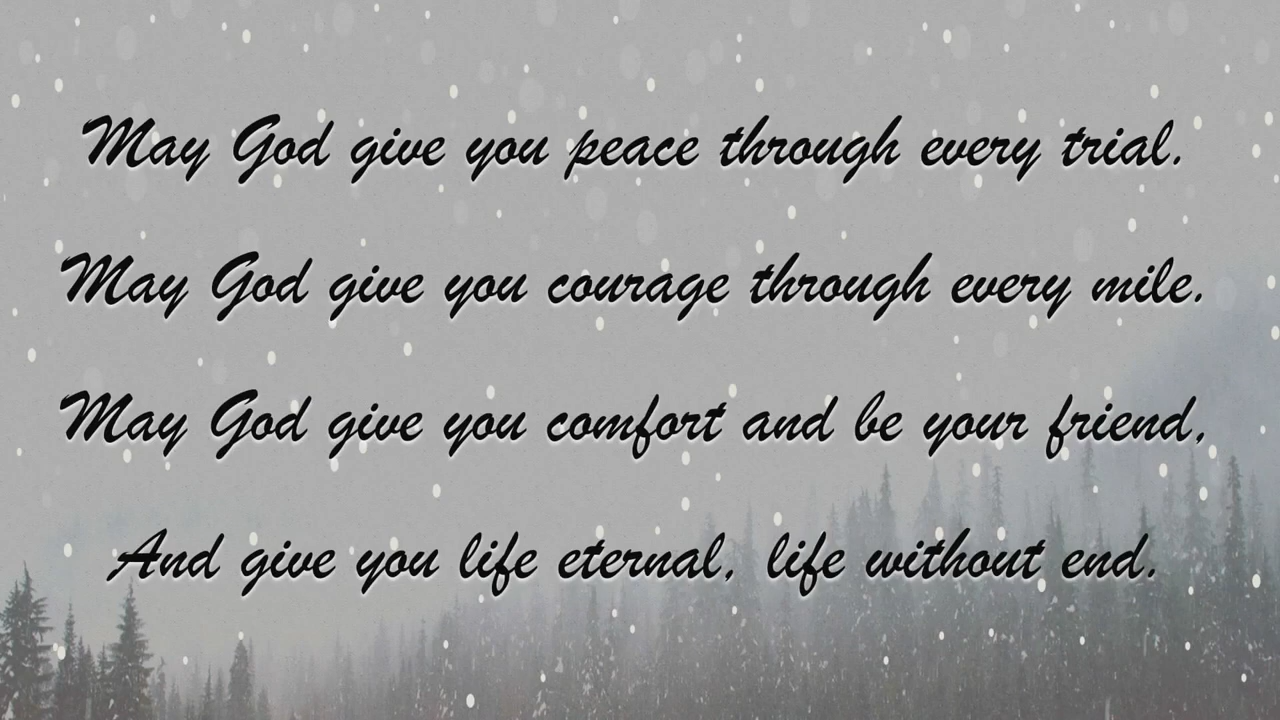 May God give you peace through every trial.
May God give you courage through every mile.
May God give you comfort and be your friend,
And give you life eternal, life without end.